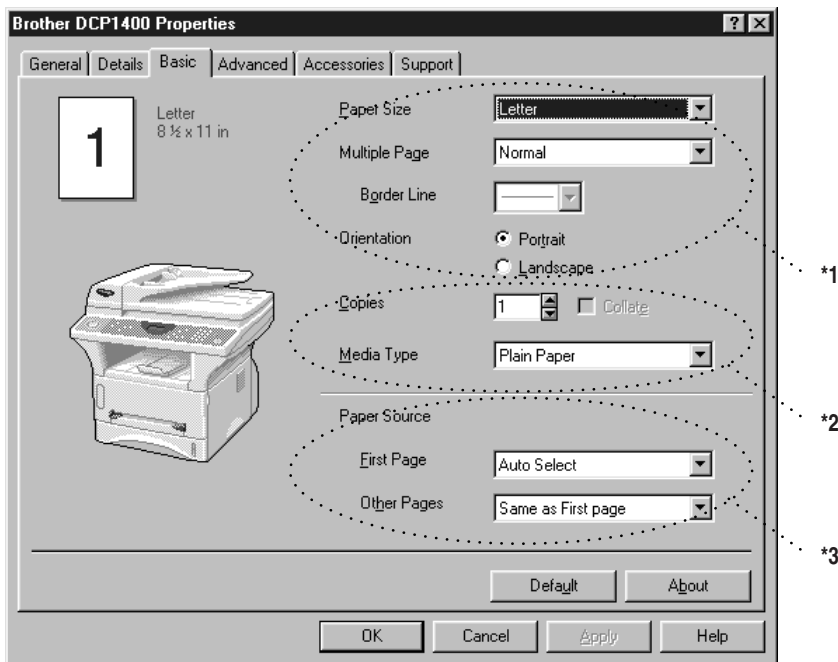 Brother DCP1400 Properties
General Details Basic Advanced Accessories Support
1
Letter
8 ½ x 11 in
Paper Size Letter
Multiple Page Normal
Border Line
Orientation Portrait
Landscape
*1
Copies 1 Collate
Media Type Plain Paper
*2
Paper Source
First Page Auto Select
Other Pages Same as First page
*3
Default About
OK Cancel Apply Help